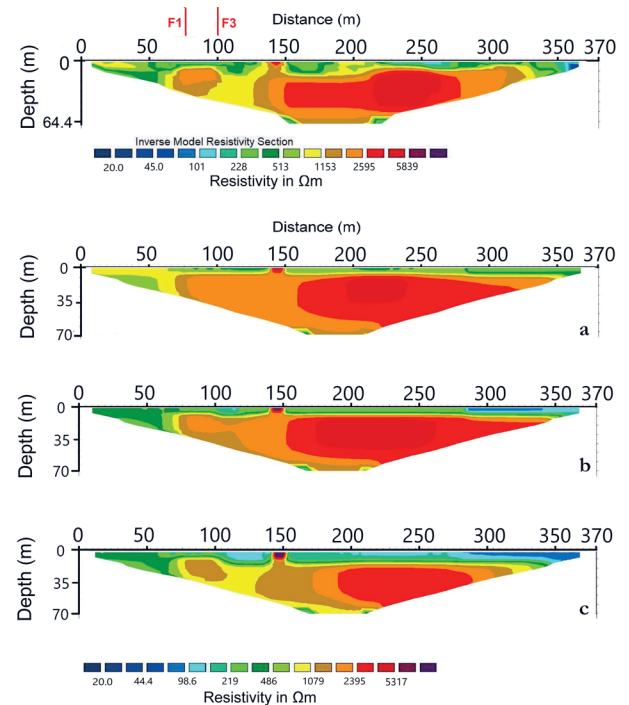 F1 F3 Distance (m)
0 50 100 150 200 250 300 350 370
Depth (m)
0
64.4
Inverse Model Resistivity Section
20.0 45.0 101 228 513 1153 2595 5839
Resistivity in Ωm
Distance (m)
0 50 100 150 200 250 300 350 370
Depth (m)
0
35
70
a
0 50 100 150 200 250 300 350 370
Depth (m)
0
35
70
b
0 50 100 150 200 250 300 350 370
Depth (m)
0
35
70
c
20.0 44.4 98.6 219 486 1079 2395 5317
Resistivity in Ωm